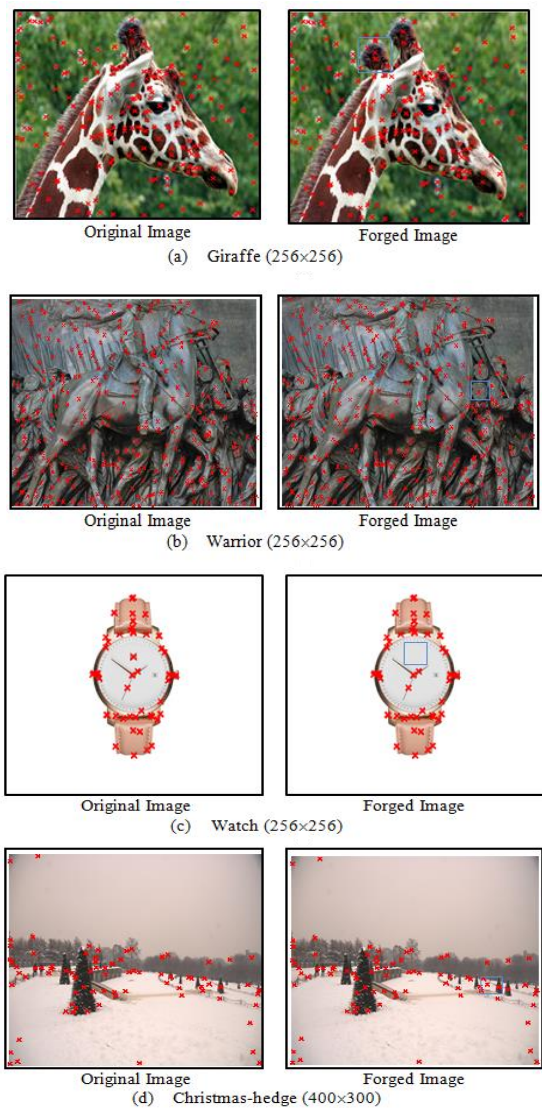 Original Image Forged Image
(a) Giraffe (256×256)
Original Image Forged Image
(b) Warrior (256×256)
Original Image Forged Image
(c) Watch (256×256)
Original Image Forged Image
(d) Christmas-hedge (400×300)